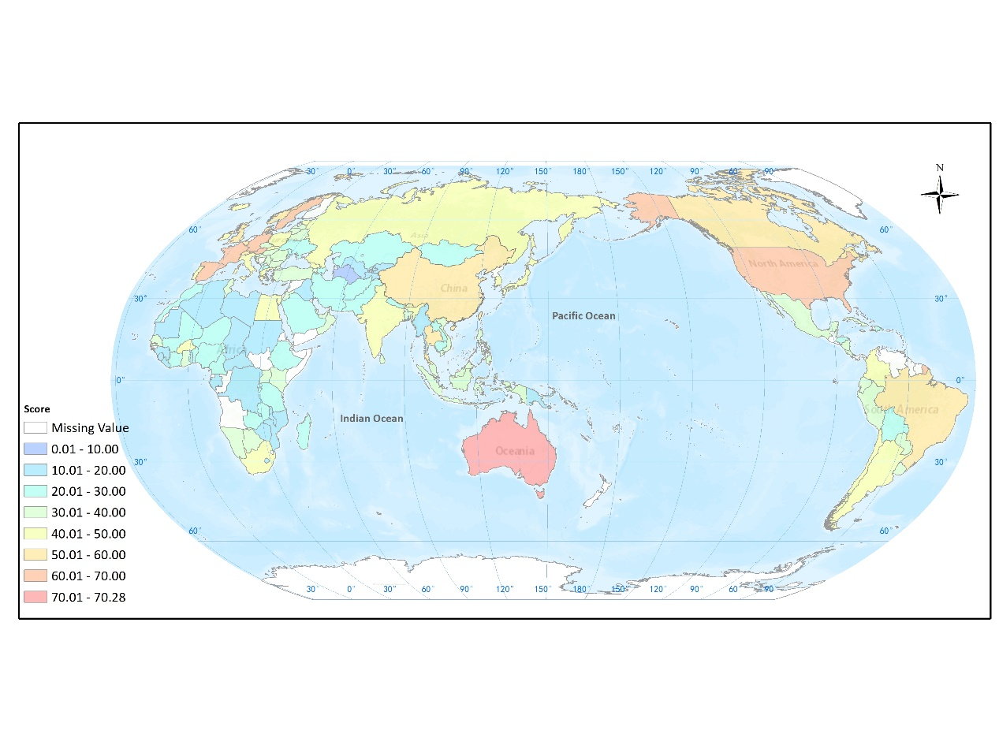 N
30° 0° 30° 60° 90° 120° 150° 180° 150° 120° 90° 60° 90°
60° 60°
Asia
North America
China
30° 30°
Pacific Ocean
Africa
0° 0°
Indian Ocean
South America
Oceania
30° 30°
60° 60°
30° 0° 30° 60° 90° 120° 150° 180° 150° 120° 90° 60° 90°
Score
Missing Value
0.01 - 10.00
10.01 - 20.00
20.01 - 30.00
30.01 - 40.00
40.01 - 50.00
50.01 - 60.00
60.01 - 70.00
70.01 - 70.28